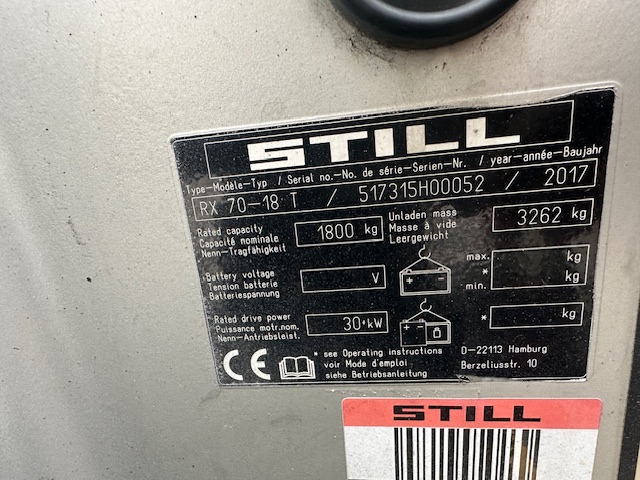 STILL
Type-Modèle-Typ / Serial no.-No. de série-Serien-Nr. / year-année-Baujahr
RX 70-18 T / 517315H00052 / 2017
Rated capacity
Capacité nominale
Nenn-Tragfähigkeit
1800 kg
Unladen mass
Masse à vide
Leergewicht
3262 kg
Battery voltage
Tension batterie
Batteriespannung
V
max. kg
*
min. kg
Rated drive power
Puissance motr.nom.
Nenn-Antriebsleist.
30·kW
* kg
CE
* see Operating instructions
voir Mode d'emploi
siehe Betriebsanleitung
D-22113 Hamburg
Berzeliusstr. 10
STILL